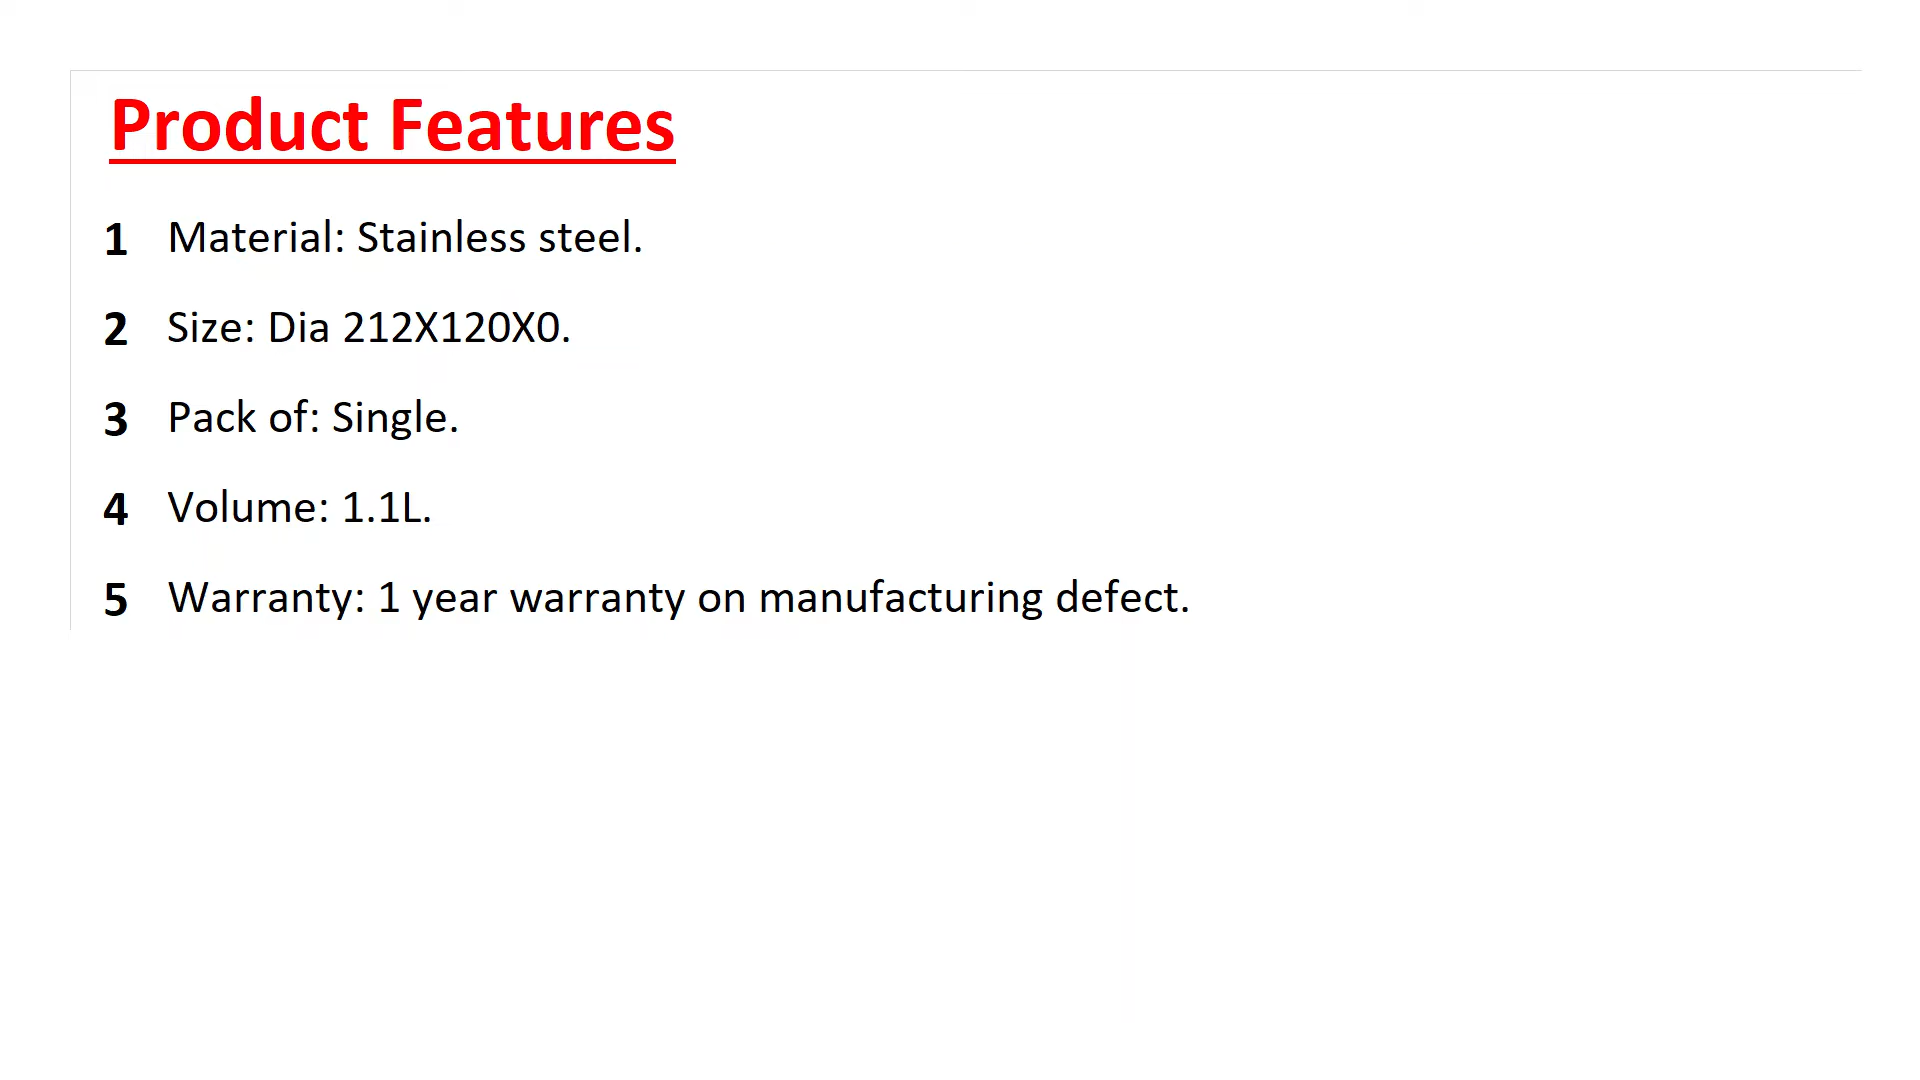 Product Features
1 Material: Stainless steel.
2 Size: Dia 212X120X0.
3 Pack of: Single.
4 Volume: 1.1L.
5 Warranty: 1 year warranty on manufacturing defect.